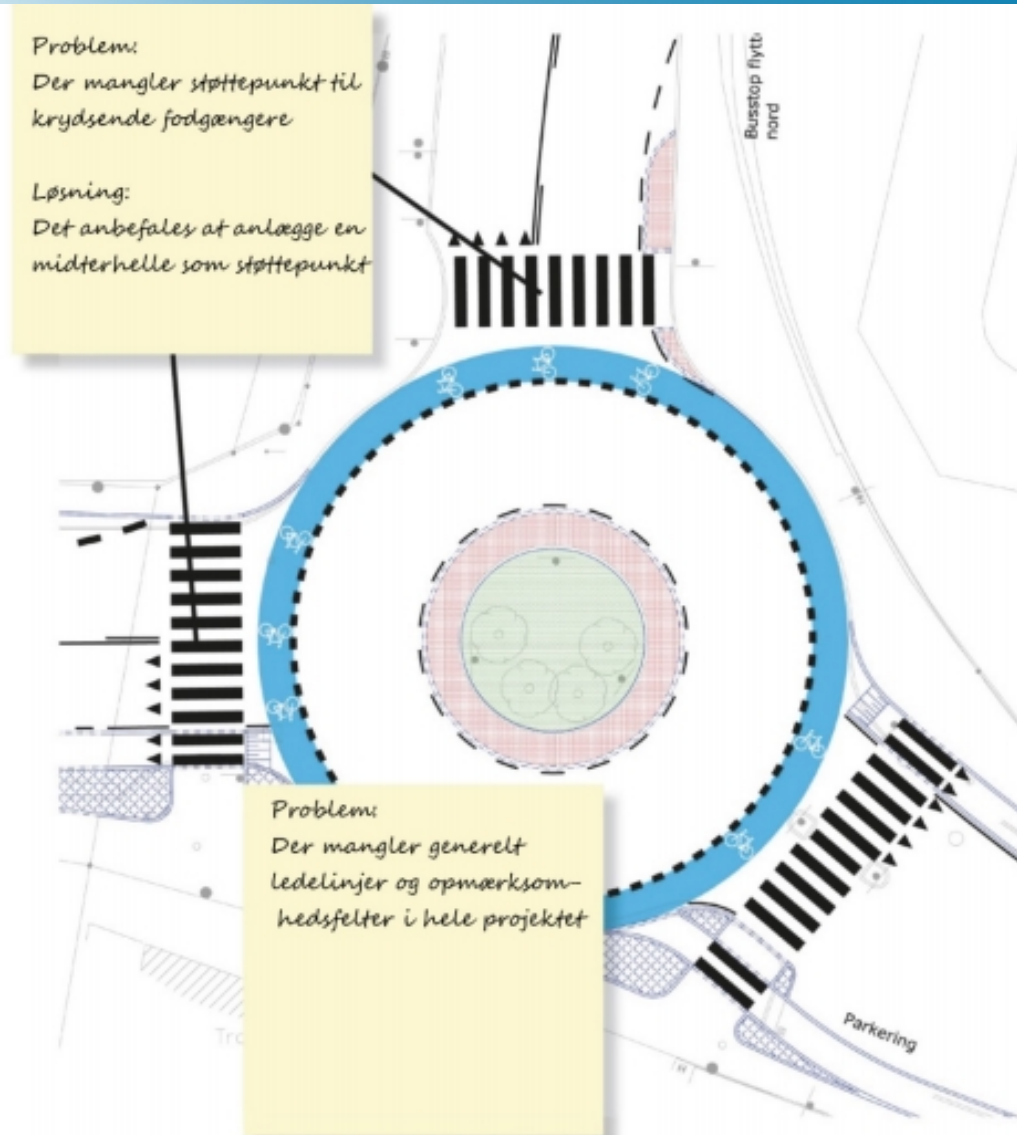 Problem:
Der mangler støttepunkt til
krydsende fodgængere
Løsning:
Det anbefales at anlægge en
midterhelle som støttepunkt
Busstop flytt
nord
Problem:
Der mangler generelt
ledelinjer og opmærksom-
hedsfelter i hele projektet
Parkering